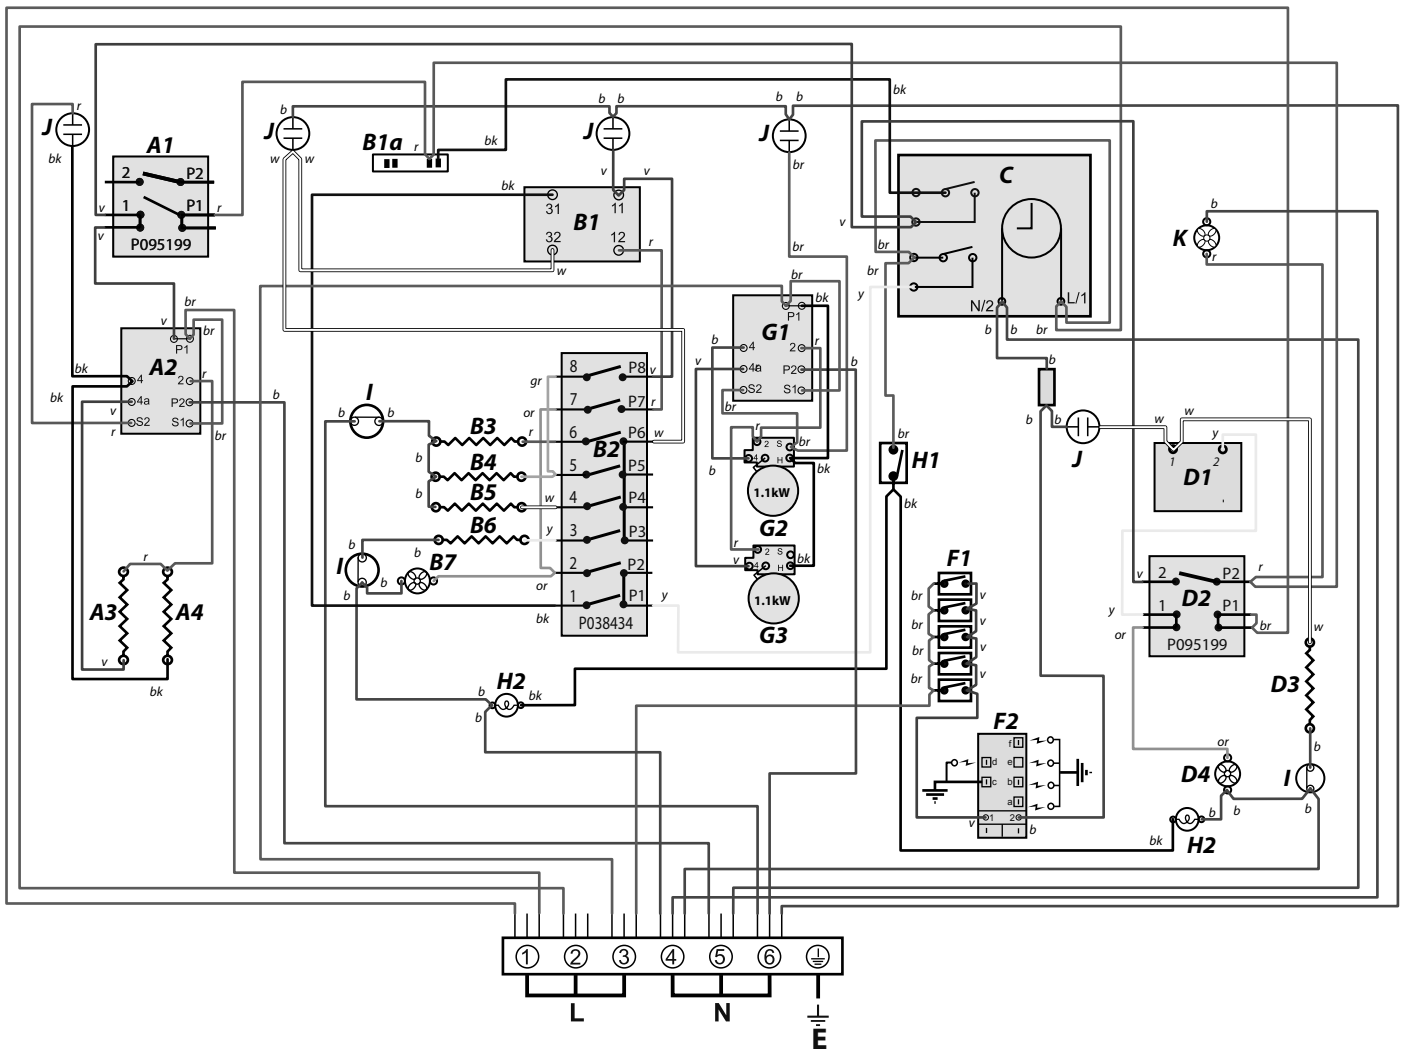 b
b
b
b
b
bk
r
J
bk
A1
2
P2
1
P1
r
v
v
P095199
b
J
w
w
B1a
r
bk
J
v
v
bk
31
11
B1
32
12
r
w
J
br
br
C
v
br
br
y
N/2
L/1
b
b
br
b
K
r
br
v
br
P1
br
A2
bk
4
2
r
bk
4a
P2
b
v
S2
S1
r
br
br
bk
P1
G1
b
4
2
r
b
v
4a
P2
S2
S1
br
r
2
S
br
4
H
b
bk
1.1kW
G2
r
2
S
v
4
H
bk
1.1kW
G3
gr
8
P8
v
or
7
P7
r
r
6
P6
w
B2
5
P5
w
4
P4
y
3
P3
2
P2
or
1
P1
y
bk
P038434
I
b
b
B3
b
B4
b
B5
B6
b
I
b
B7
b
b
A3
A4
r
v
bk
b
H2
bk
b
br
H1
bk
b
b
b
J
w
w
y
1
2
D1
v
2
P2
r
D2
y
1
P1
or
br
P095199
w
D3
b
I
b
or
D4
b
b
bk
H2
F1
br
v
br
v
br
v
br
v
F2
f
d
e
c
b
a
v
1
2
b
1
2
3
4
5
6
L
N
E